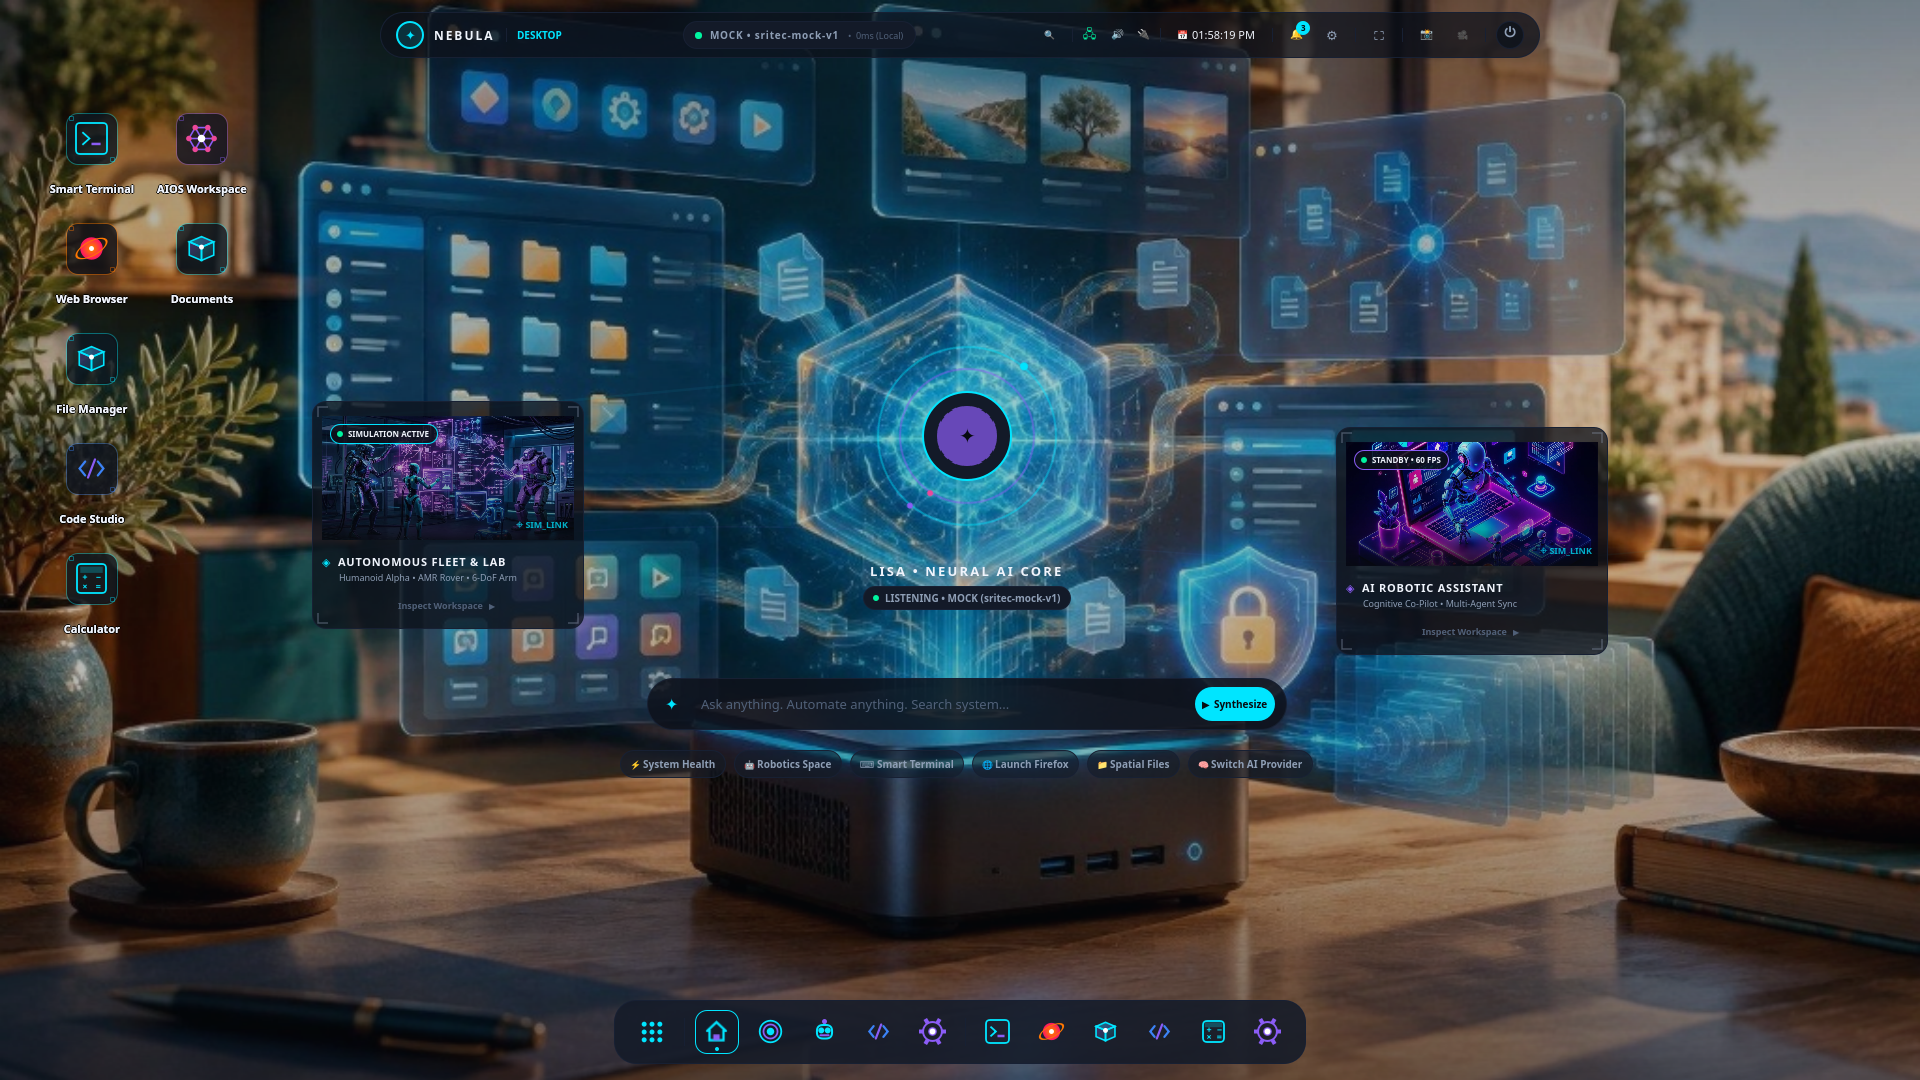 NEBULA
DESKTOP
MOCK • sritec-mock-v1 • 0ms (Local)
01:58:19 PM
3
Smart Terminal
AIOS Workspace
Web Browser
Documents
File Manager
Code Studio
Calculator
SIMULATION ACTIVE
SIM_LINK
AUTONOMOUS FLEET & LAB
Humanoid Alpha • AMR Rover • 6-DoF Arm
Inspect Workspace ▶
LISA • NEURAL AI CORE
LISTENING • MOCK (sritec-mock-v1)
STANDBY • 60 FPS
SIM_LINK
AI ROBOTIC ASSISTANT
Cognitive Co-Pilot • Multi-Agent Sync
Inspect Workspace ▶
Ask anything. Automate anything. Search system...
▶ Synthesize
System Health
Robotics Space
Smart Terminal
Launch Firefox
Spatial Files
Switch AI Provider